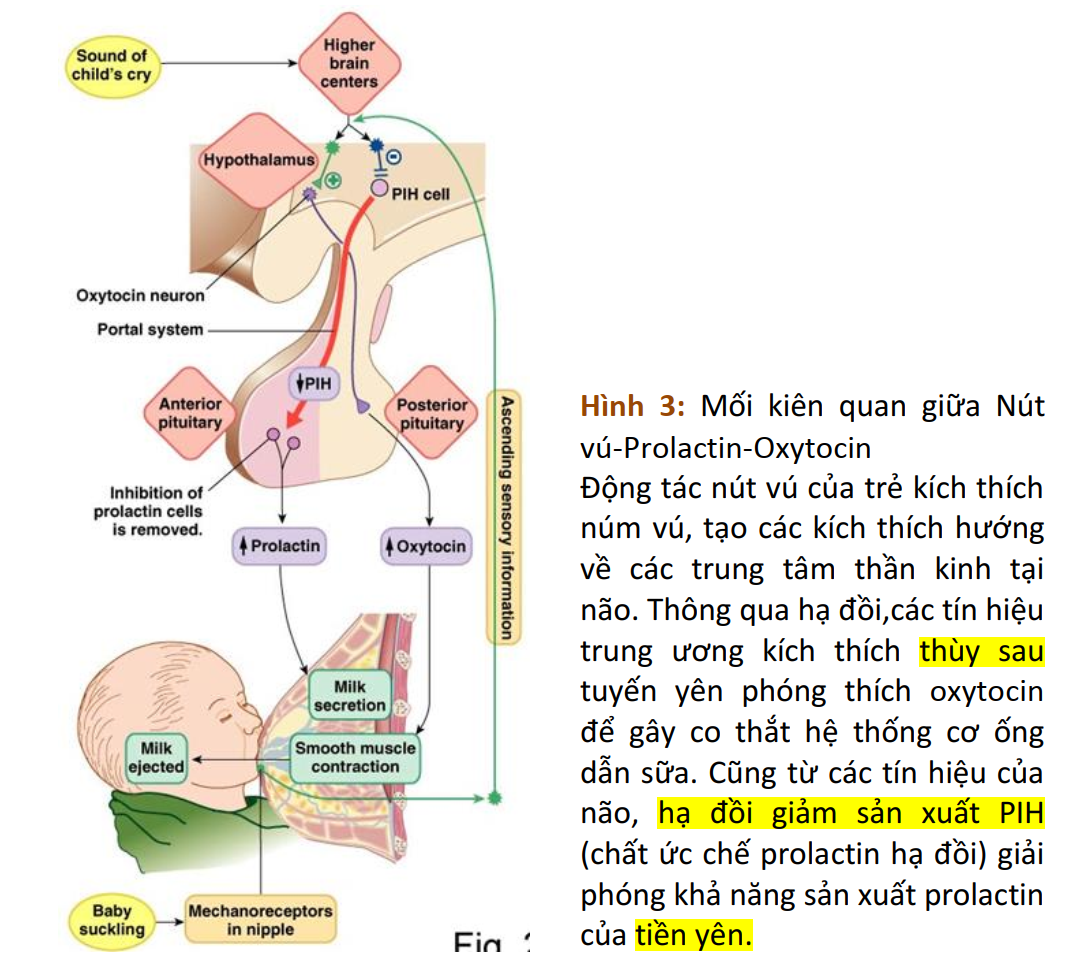 Sound of
child's cry
Higher
brain
centers
Hypothalamus
PIH cell
Oxytocin neuron
Portal system
PIH
Anterior
pituitary
Posterior
pituitary
Inhibition of
prolactin cells
is removed.
Prolactin
Oxytocin
Ascending sensory information
Milk
secretion
Smooth muscle
contraction
Milk
ejected
Baby
suckling
Mechanoreceptors
in nipple
Hình 3: Mối kiên quan giữa Nút
vú-Prolactin-Oxytocin
Động tác nút vú của trẻ kích thích
núm vú, tạo các kích thích hướng
về các trung tâm thần kinh tại
não. Thông qua hạ đồi,các tín hiệu
trung ương kích thích thùy sau
tuyến yên phóng thích oxytocin
để gây co thắt hệ thống cơ ống
dẫn sữa. Cũng từ các tín hiệu của
não, hạ đồi giảm sản xuất PIH
(chất ức chế prolactin hạ đồi) giải
phóng khả năng sản xuất prolactin
của tiền yên.